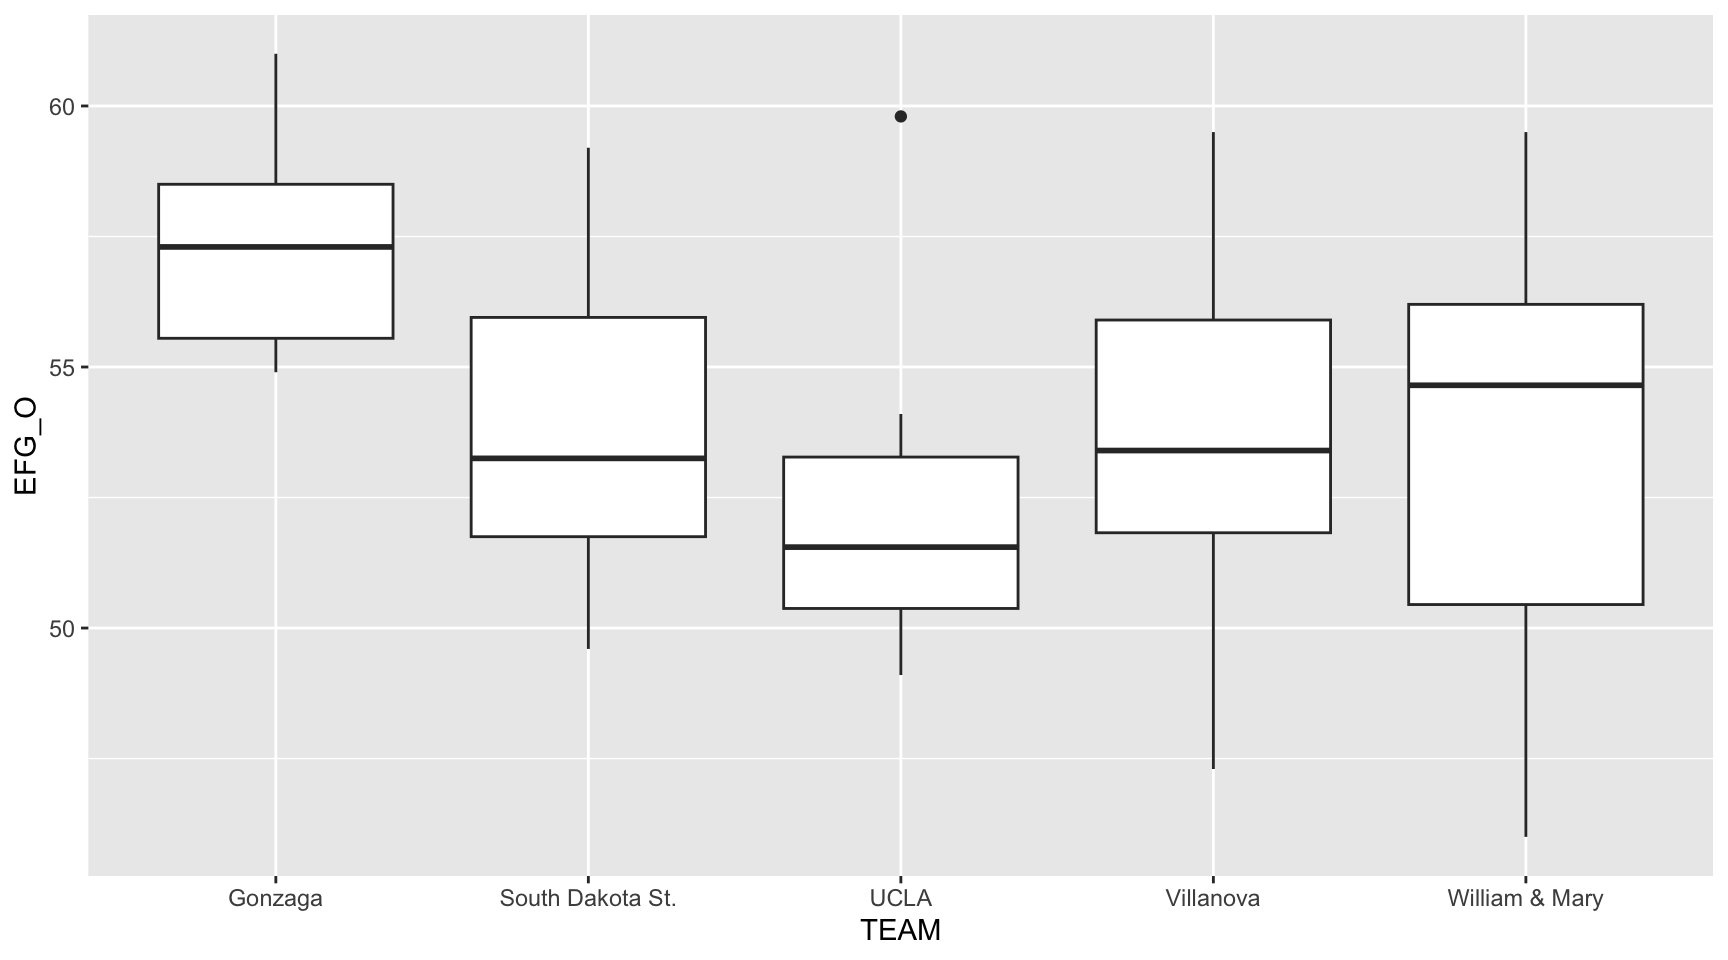 60
55
50
EFG_O
Gonzaga
South Dakota St.
UCLA
Villanova
William & Mary
TEAM